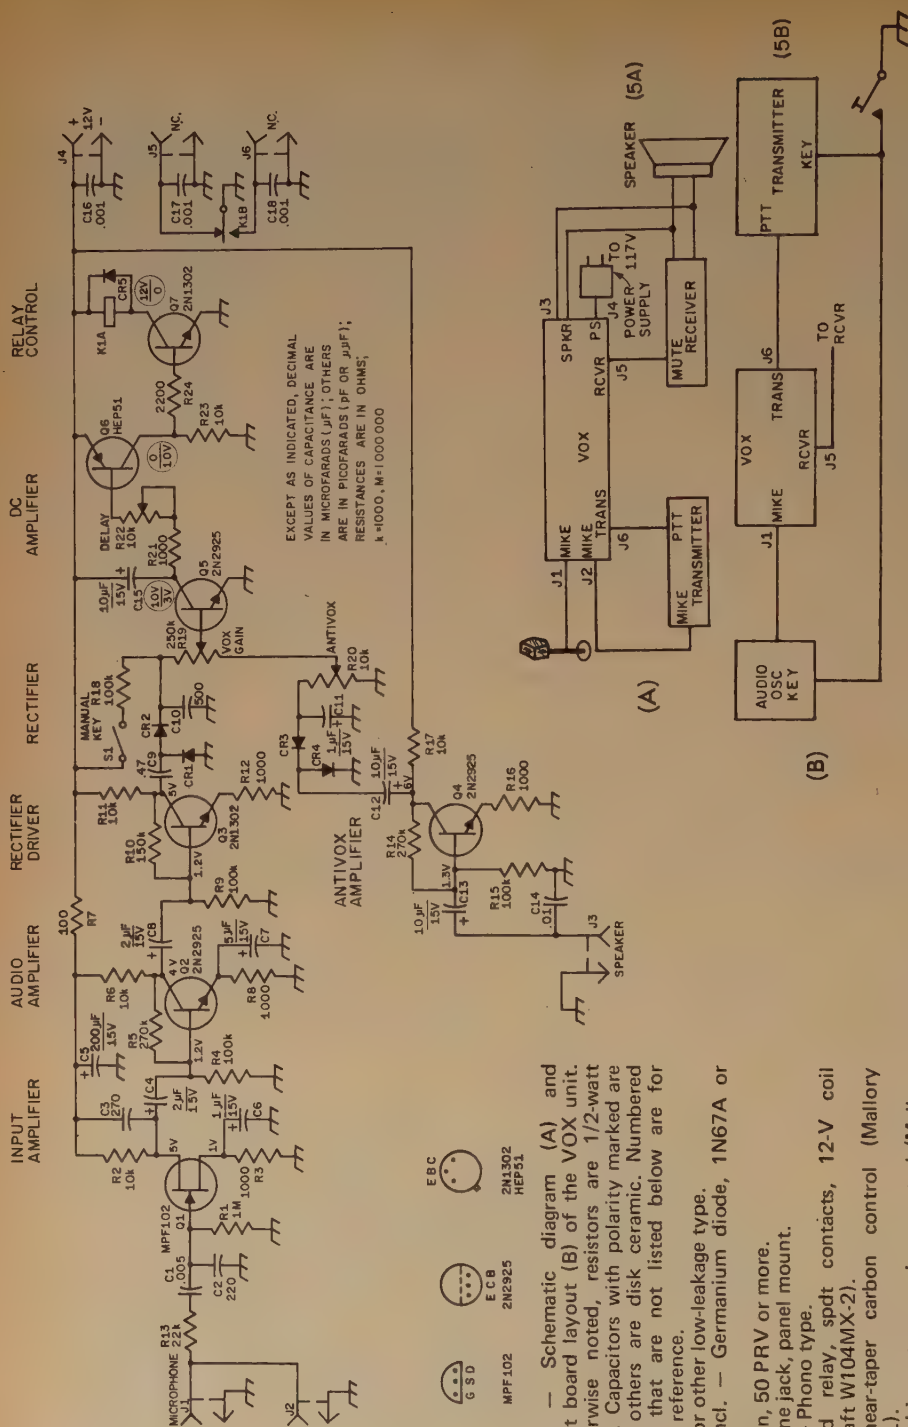 INPUT
AMPLIFIER
AUDIO
AMPLIFIER
RECTIFIER
DRIVER
RECTIFIER
DC
AMPLIFIER
RELAY
CONTROL
MICROPHONE
J1
J2
R13
22k
C1
.005
C2
220
R1
1M
MPF102
Q1
R2
10k
C3
270
5V
1V
1000
R3
C4
2µF
15V
1µF
15V
C6
C5
200µF
15V
R4
100k
R5
270k
R6
10k
1.2V
4V
Q2
2N2925
R8
1000
5µF
15V
C7
2µF
15V
C8
100
R7
R9
100k
1.2V
R10
150k
R11
10k
5V
Q3
2N1302
R12
1000
.47
C9
CR1
CR2
C10
500
S1
MANUAL
KEY
R18
100k
250k
R19
VOX
GAIN
Q5
2N2925
10µF
15V
C15
10V
3V
R21
1000
DELAY
R22
10k
Q6
HEP51
0
10V
R23
10k
2200
R24
Q7
2N1302
12V
0
K1A
CR5
C16
.001
J4
+
12V
-
J5
N.C.
C17
.001
K1B
J6
N.C.
C18
.001
ANTIVOX
AMPLIFIER
ANTIVOX
R20
10k
CR3
CR4
1µF
15V
C11
10µF
15V
C12
6V
R17
10k
R14
270k
Q4
2N2925
R16
1000
1.3V
10µF
15V
C13
R15
100k
C14
.01
J3
SPEAKER
EXCEPT AS INDICATED, DECIMAL
VALUES OF CAPACITANCE ARE
IN MICROFARADS (µF); OTHERS
ARE IN PICOFARADS (pF OR µµF);
RESISTANCES ARE IN OHMS;
k=1000, M=1000000
G S D
MPF102
E C B
2N2925
E B C
2N1302
HEP51
— Schematic diagram (A) and
t board layout (B) of the VOX unit.
rwise noted, resistors are 1/2-watt
Capacitors with polarity marked are
others are disk ceramic. Numbered
that are not listed below are for
reference.
or other low-leakage type.
ncl. — Germanium diode, 1N67A or
n, 50 PRV or more.
ne jack, panel mount.
Phono type.
d relay, spdt contacts, 12-V coil
ft W104MX-2).
near-taper carbon control (Mallory
).
(A)
J1
MIKE
J2
MIKE
TRANS
J6
VOX
SPKR
J3
PS
J4
RCVR
J5
POWER
SUPPLY
TO
117V
SPEAKER
(5A)
MUTE
RECEIVER
PTT
MIKE
TRANSMITTER
(B)
AUDIO
OSC
KEY
J1
MIKE
VOX
TRANS
J6
RCVR
J5
TO
RCVR
PTT
TRANSMITTER
KEY
(5B)